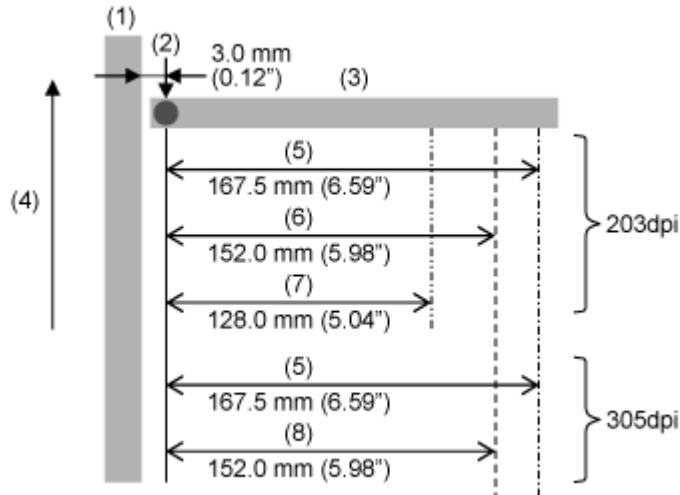 (1)
(2)
3.0 mm
(0.12”)
(3)
(4)
(5)
167.5 mm (6.59”)
(6)
152.0 mm (5.98”)
203dpi
(7)
128.0 mm (5.04”)
(5)
167.5 mm (6.59”)
305dpi
(8)
152.0 mm (5.98”)